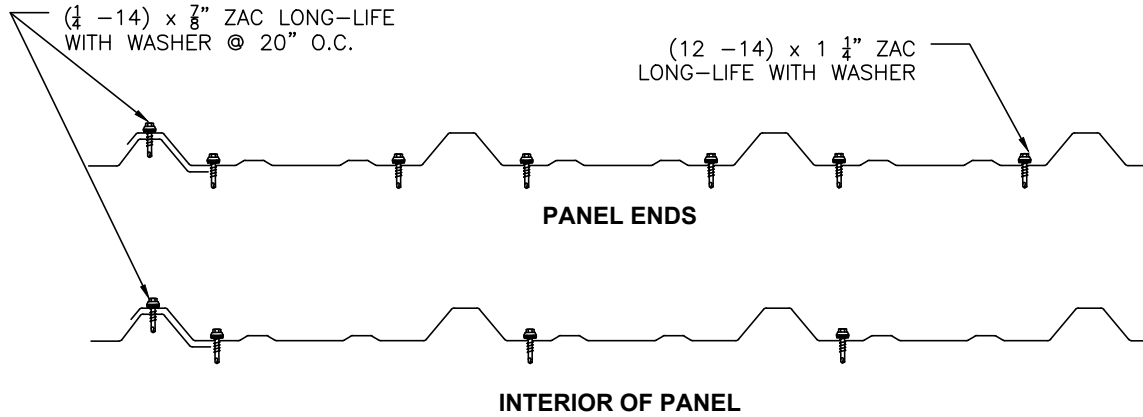 (1/4 –14) x 7/8" ZAC LONG–LIFE
WITH WASHER @ 20" O.C.
(12 –14) x 1 1/4" ZAC
LONG–LIFE WITH WASHER
PANEL ENDS
INTERIOR OF PANEL